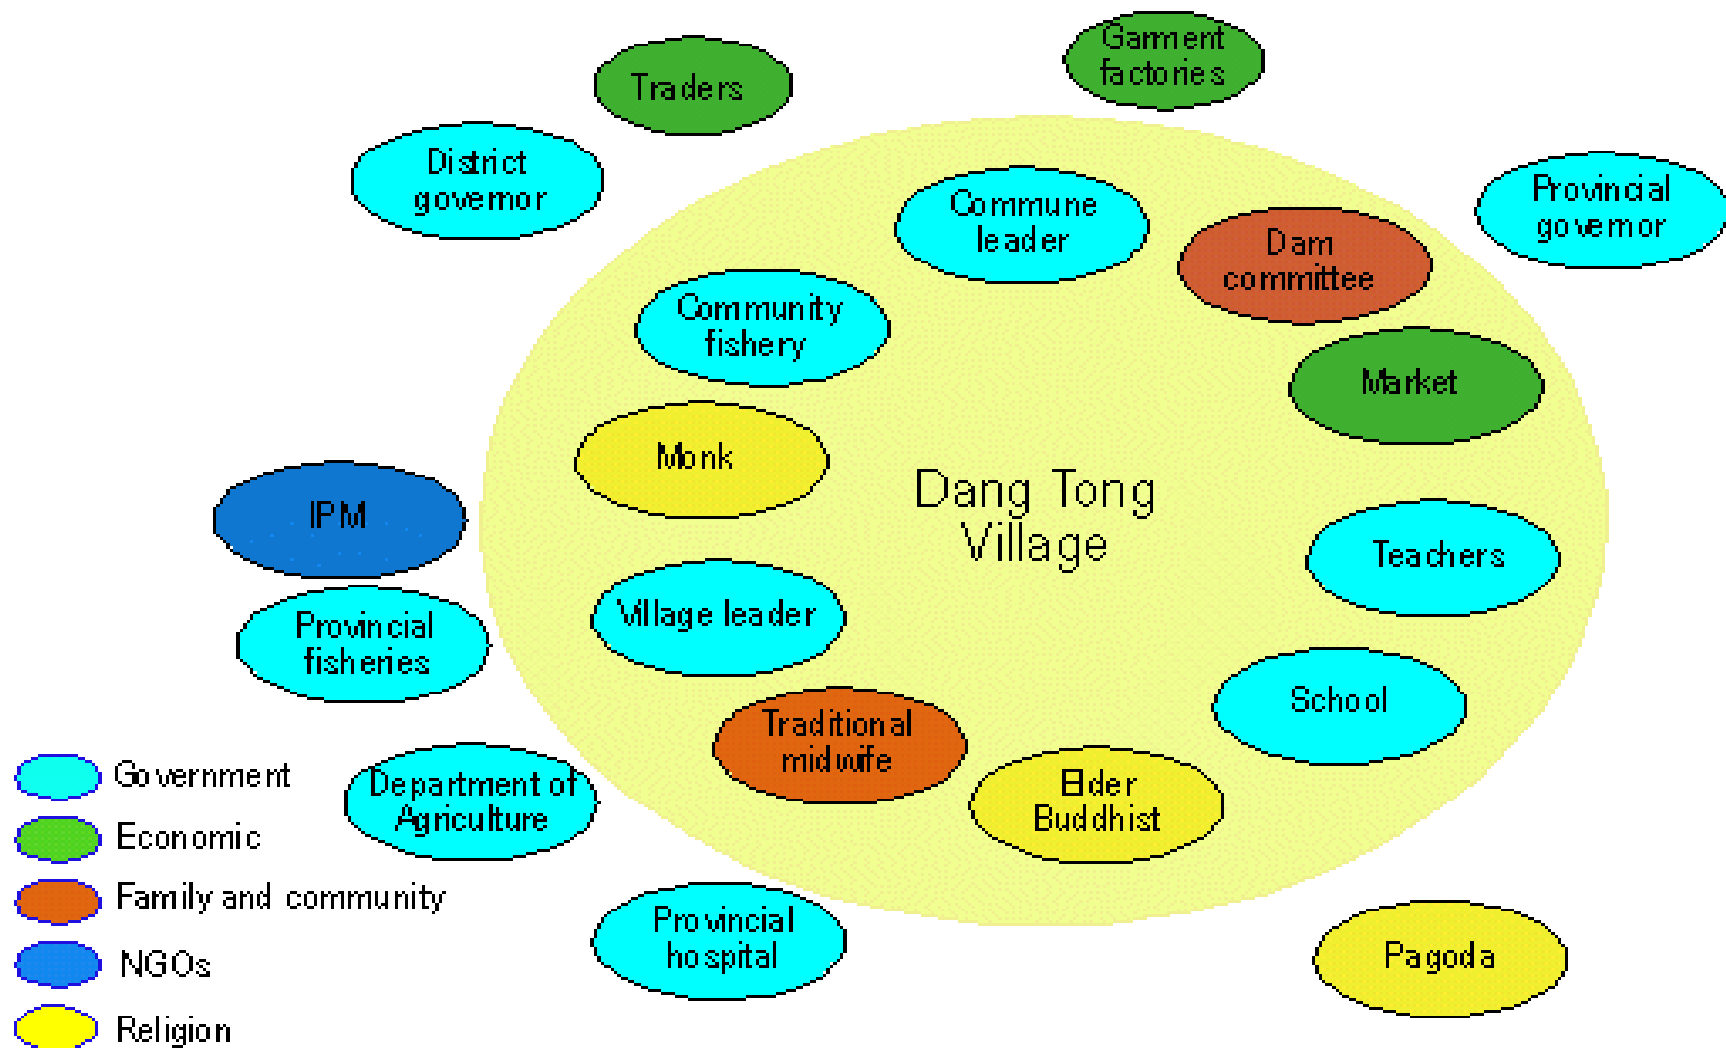 Garment
factories
Traders
District
governor
Commune
leader
Provincial
governor
Dam
committee
Community
fishery
Market
Monk
Dang Tong
Village
IPM
Teachers
Provincial
fisheries
Village leader
School
Traditional
midwife
Elder
Buddhist
Department of
Agriculture
Provincial
hospital
Pagoda
Government
Economic
Family and community
NGOs
Religion